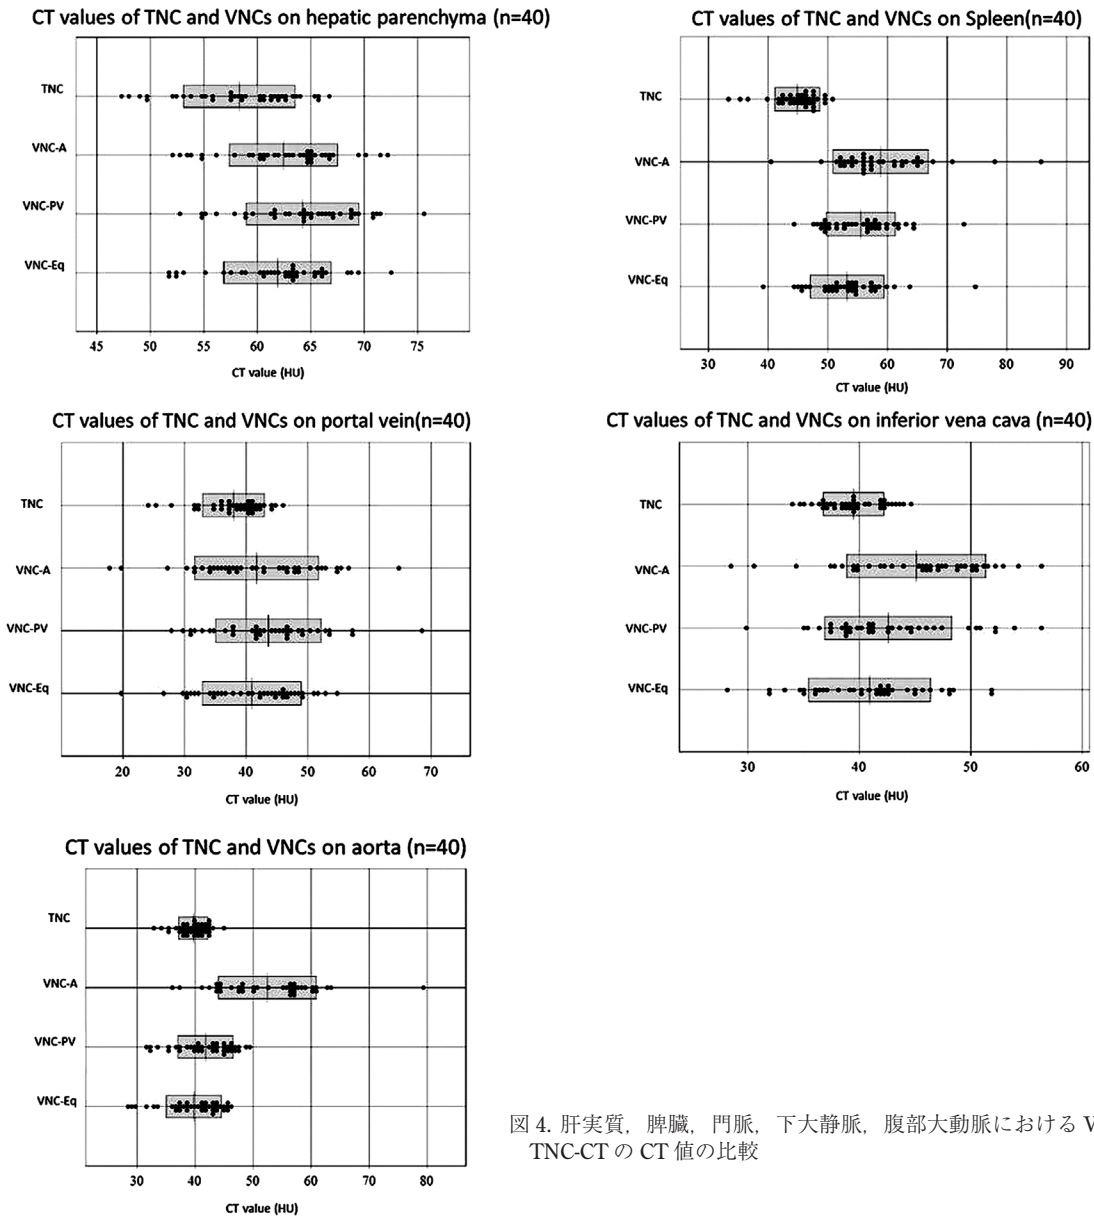 CT values of TNC and VNCs on hepatic parenchyma (n=40)
TNC
VNC-A
VNC-PV
VNC-Eq
45 50 55 60 65 70 75
CT value (HU)
CT values of TNC and VNCs on Spleen(n=40)
TNC
VNC-A
VNC-PV
VNC-Eq
30 40 50 60 70 80 90
CT value (HU)
CT values of TNC and VNCs on portal vein(n=40)
TNC
VNC-A
VNC-PV
VNC-Eq
20 30 40 50 60 70
CT value (HU)
CT values of TNC and VNCs on inferior vena cava (n=40)
TNC
VNC-A
VNC-PV
VNC-Eq
30 40 50 60
CT value (HU)
CT values of TNC and VNCs on aorta (n=40)
TNC
VNC-A
VNC-PV
VNC-Eq
30 40 50 60 70 80
CT value (HU)
図 4. 肝実質，脾臓，門脈，下大静脈，腹部大動脈における V
TNC-CT の CT 値の比較